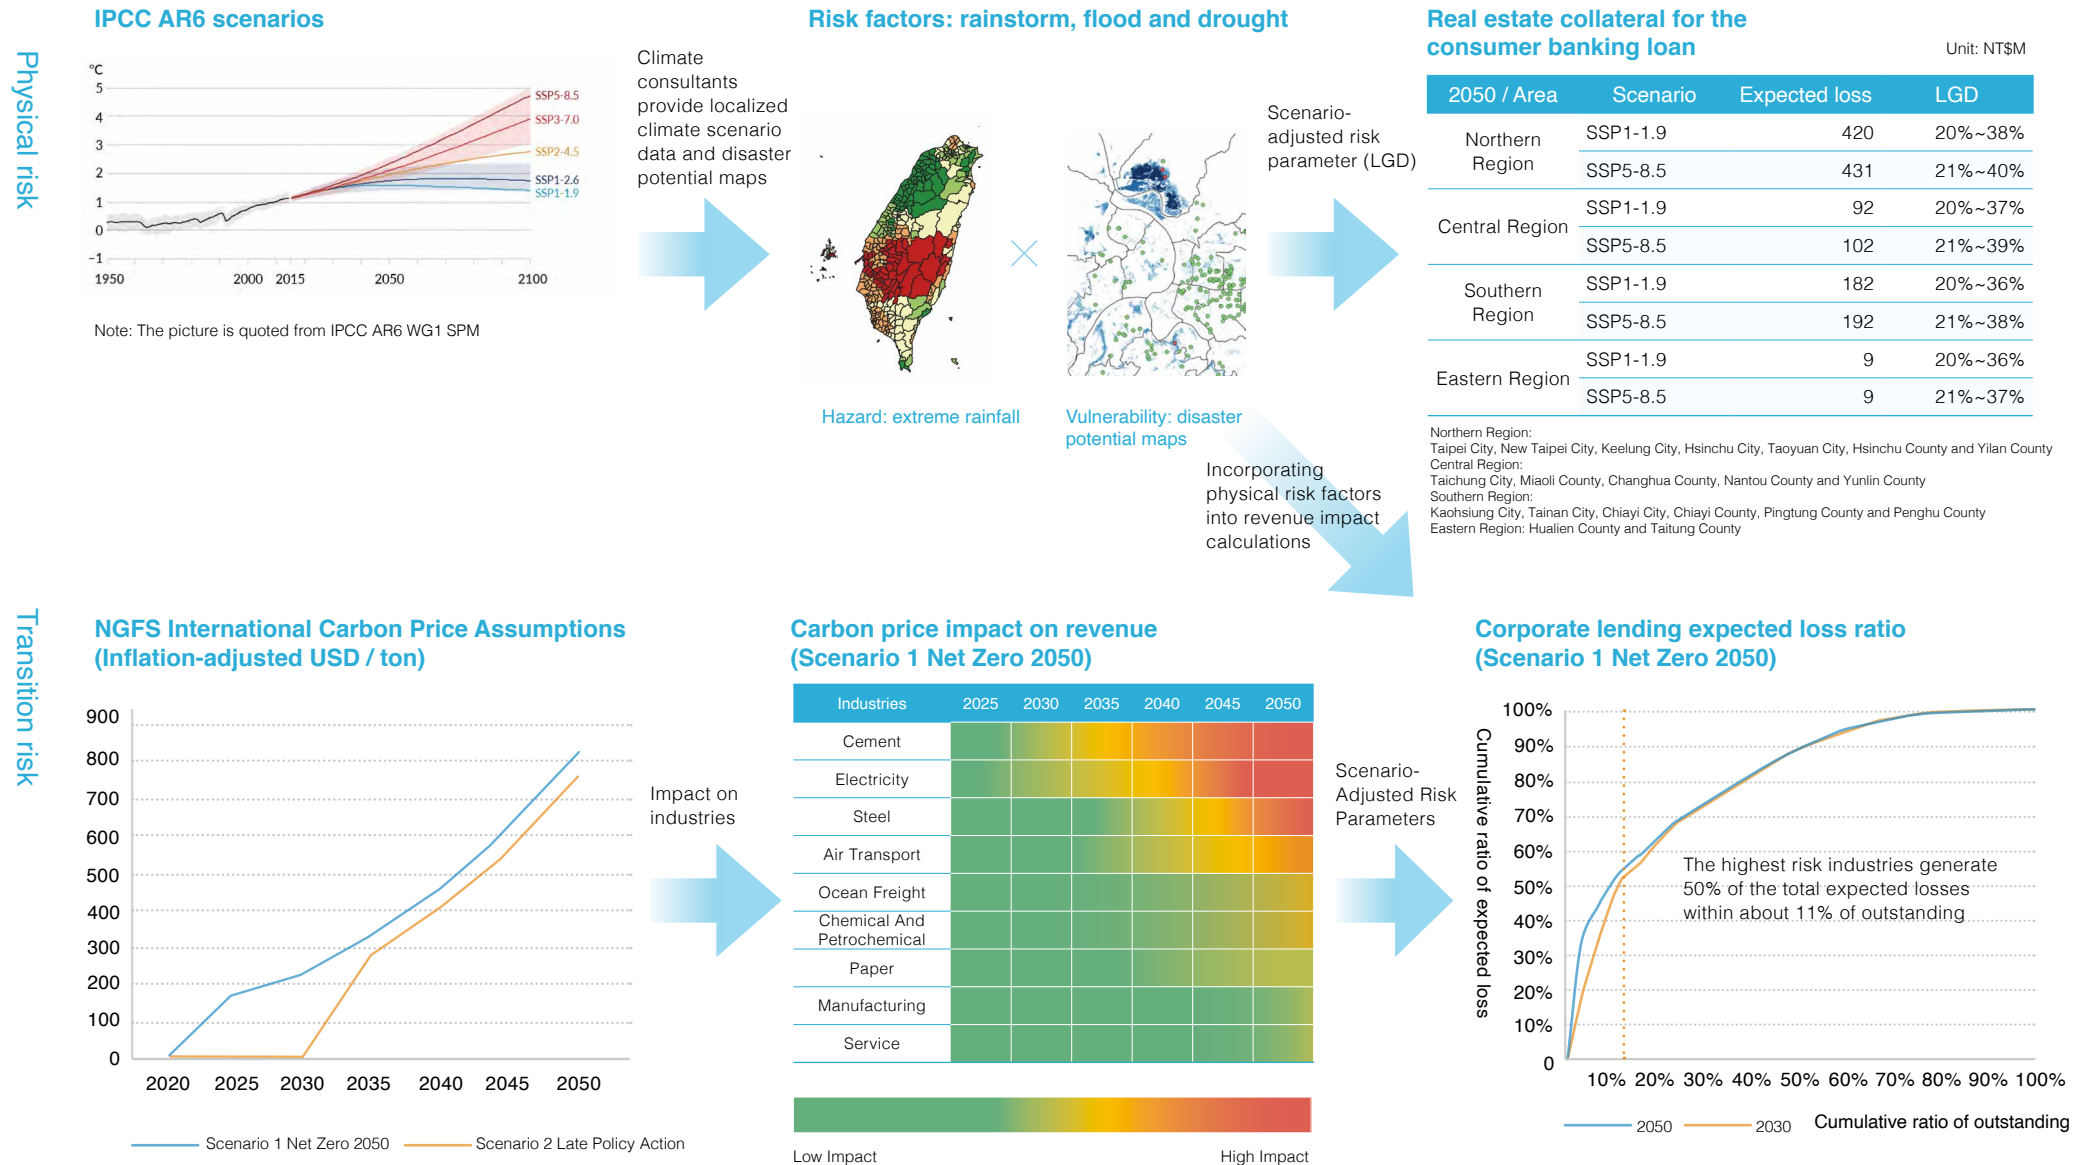 Physical risk
IPCC AR6 scenarios
°C
5
4
3
2
1
0
-1
1950
2000
2015
2050
2100
SSP5-8.5
SSP3-7.0
SSP2-4.5
SSP1-2.6
SSP1-1.9
Note: The picture is quoted from IPCC AR6 WG1 SPM
Climate
consultants
provide localized
climate scenario
data and disaster
potential maps
Risk factors: rainstorm, flood and drought
Hazard: extreme rainfall
Vulnerability: disaster
potential maps
Scenario-
adjusted risk
parameter (LGD)
Incorporating
physical risk factors
into revenue impact
calculations
Real estate collateral for the
consumer banking loan
Unit: NT$M
2050 / Area Scenario Expected loss LGD
Northern
Region
SSP1-1.9 420 20%~38%
SSP5-8.5 431 21%~40%
Central Region
SSP1-1.9 92 20%~37%
SSP5-8.5 102 21%~39%
Southern
Region
SSP1-1.9 182 20%~36%
SSP5-8.5 192 21%~38%
Eastern Region
SSP1-1.9 9 20%~36%
SSP5-8.5 9 21%~37%
Northern Region:
Taipei City, New Taipei City, Keelung City, Hsinchu City, Taoyuan City, Hsinchu County and Yilan County
Central Region:
Taichung City, Miaoli County, Changhua County, Nantou County and Yunlin County
Southern Region:
Kaohsiung City, Tainan City, Chiayi City, Chiayi County, Pingtung County and Penghu County
Eastern Region: Hualien County and Taitung County
Transition risk
NGFS International Carbon Price Assumptions
(Inflation-adjusted USD / ton)
900
800
700
600
500
400
300
200
100
0
2020 2025 2030 2035 2040 2045 2050
Scenario 1 Net Zero 2050
Scenario 2 Late Policy Action
Impact on
industries
Carbon price impact on revenue
(Scenario 1 Net Zero 2050)
Industries 2025 2030 2035 2040 2045 2050
Cement
Electricity
Steel
Air Transport
Ocean Freight
Chemical And
Petrochemical
Paper
Manufacturing
Service
Low Impact
High Impact
Scenario-
Adjusted Risk
Parameters
Corporate lending expected loss ratio
(Scenario 1 Net Zero 2050)
Cumulative ratio of expected loss
100%
90%
80%
70%
60%
50%
40%
30%
20%
10%
0
The highest risk industries generate
50% of the total expected losses
within about 11% of outstanding
10% 20% 30% 40% 50% 60% 70% 80% 90% 100%
2050
2030
Cumulative ratio of outstanding